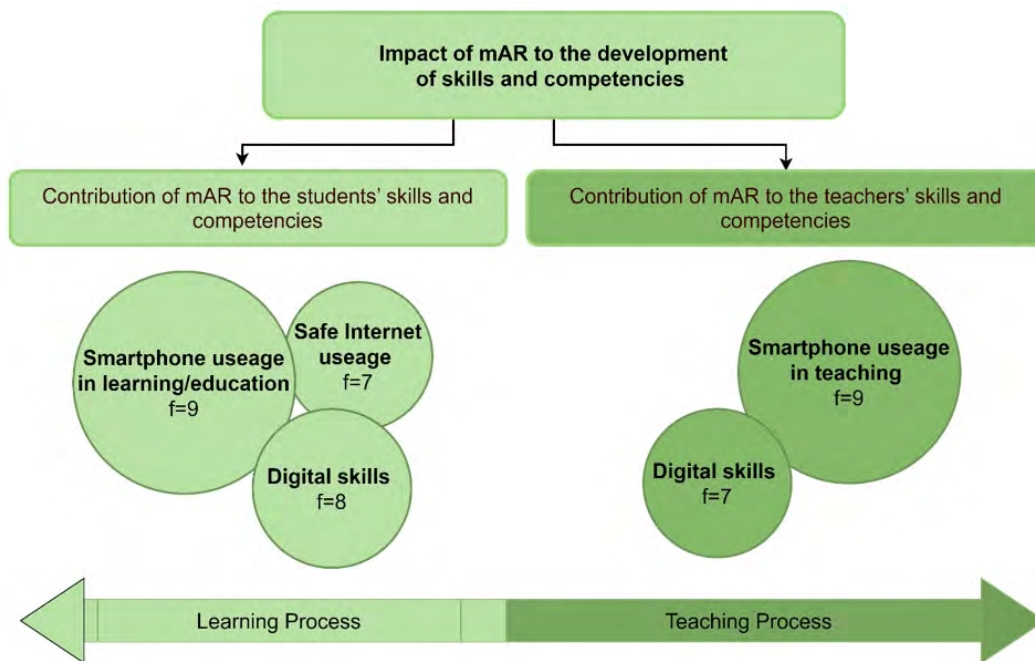 Impact of mAR to the development
of skills and competencies
Contribution of mAR to the students' skills and
competencies
Contribution of mAR to the teachers' skills and
competencies
Smartphone useage
in learning/education
f=9
Safe Internet
useage
f=7
Digital skills
f=8
Smartphone useage
in teaching
f=9
Digital skills
f=7
Learning Process
Teaching Process